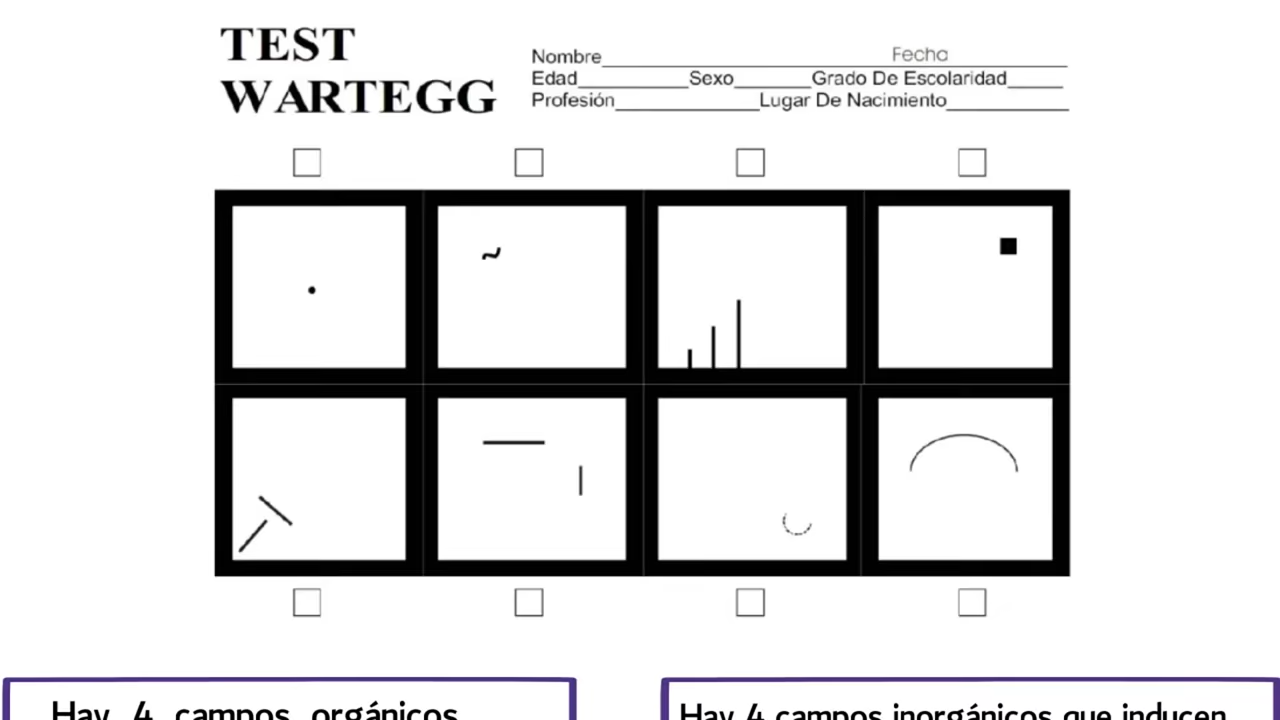 TEST
WARTEGG
Nombre Fecha
Edad Sexo Grado De Escolaridad
Profesión Lugar De Nacimiento
Hay 4 campos orgánicos
Hay 4 campos inorgánicos que inducen